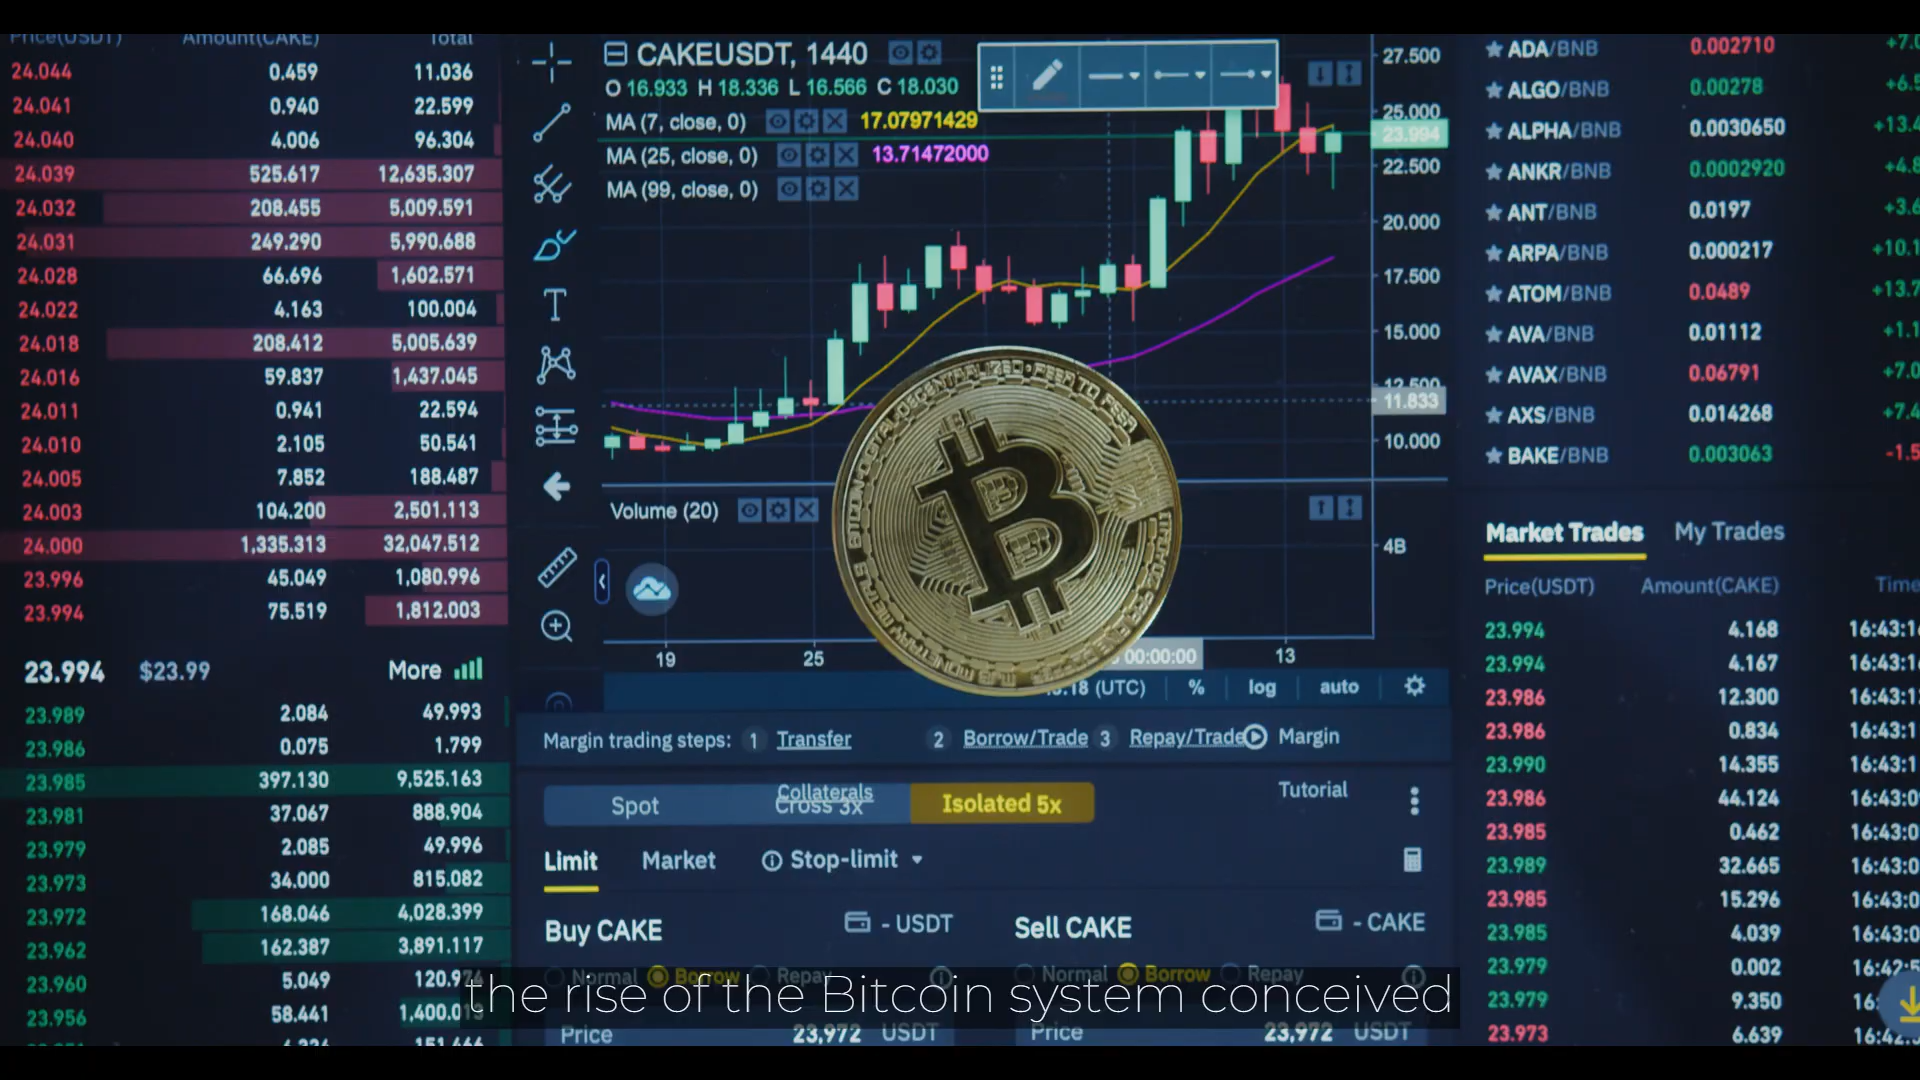 Price(USDT) Amount(CAKE) Total
24.044 0.459 11.036
24.041 0.940 22.599
24.040 4.006 96.304
24.039 525.617 12,635.307
24.032 208.455 5,009.591
24.031 249.290 5,990.688
24.028 66.696 1,602.571
24.022 4.163 100.004
24.018 208.412 5,005.639
24.016 59.837 1,437.045
24.011 0.941 22.594
24.010 2.105 50.541
24.005 7.852 188.487
24.003 104.200 2,501.113
24.000 1,335.313 32,047.512
23.996 45.049 1,080.996
23.994 75.519 1,812.003
23.994 $23.99 More
23.989 2.084 49.993
23.986 0.075 1.799
23.985 397.130 9,525.163
23.981 37.067 888.904
23.979 2.085 49.996
23.973 34.000 815.082
23.972 168.046 4,028.399
23.962 162.387 3,891.117
23.960 5.049 120.974
23.956 58.441 1,400.013
CAKEUSDT, 1440
O 16.933 H 18.336 L 16.566 C 18.030
MA (7, close, 0) 17.07971429
MA (25, close, 0) 13.71472000
MA (99, close, 0)
27.500
25.000
23.994
22.500
20.000
17.500
15.000
12.500
11.833
10.000
Volume (20)
4B
19 25 00:00:00 13
(UTC) % log auto
Margin trading steps: 1 Transfer 2 Borrow/Trade 3 Repay/Trade Margin
Collaterals Tutorial
Spot Cross 3x Isolated 5x
Limit Market Stop-limit
Buy CAKE - USDT Sell CAKE - CAKE
Normal Borrow Repay Normal Borrow Repay
the rise of the Bitcoin system conceived
Price 23,972 USDT Price 23,972 USDT
ADA/BNB 0.002710
ALGO/BNB 0.00278
ALPHA/BNB 0.0030650
ANKR/BNB 0.0002920
ANT/BNB 0.0197
ARPA/BNB 0.000217
ATOM/BNB 0.0489
AVA/BNB 0.01112
AVAX/BNB 0.06791
AXS/BNB 0.014268
BAKE/BNB 0.003063
Market Trades My Trades
Price(USDT) Amount(CAKE) Time
23.994 4.168
23.994 4.167
23.986 12.300
23.986 0.834
23.990 14.355
23.986 44.124
23.985 0.462
23.989 32.665
23.985 15.296
23.985 4.039
23.979 0.002
23.979 9.350
23.973 6.639